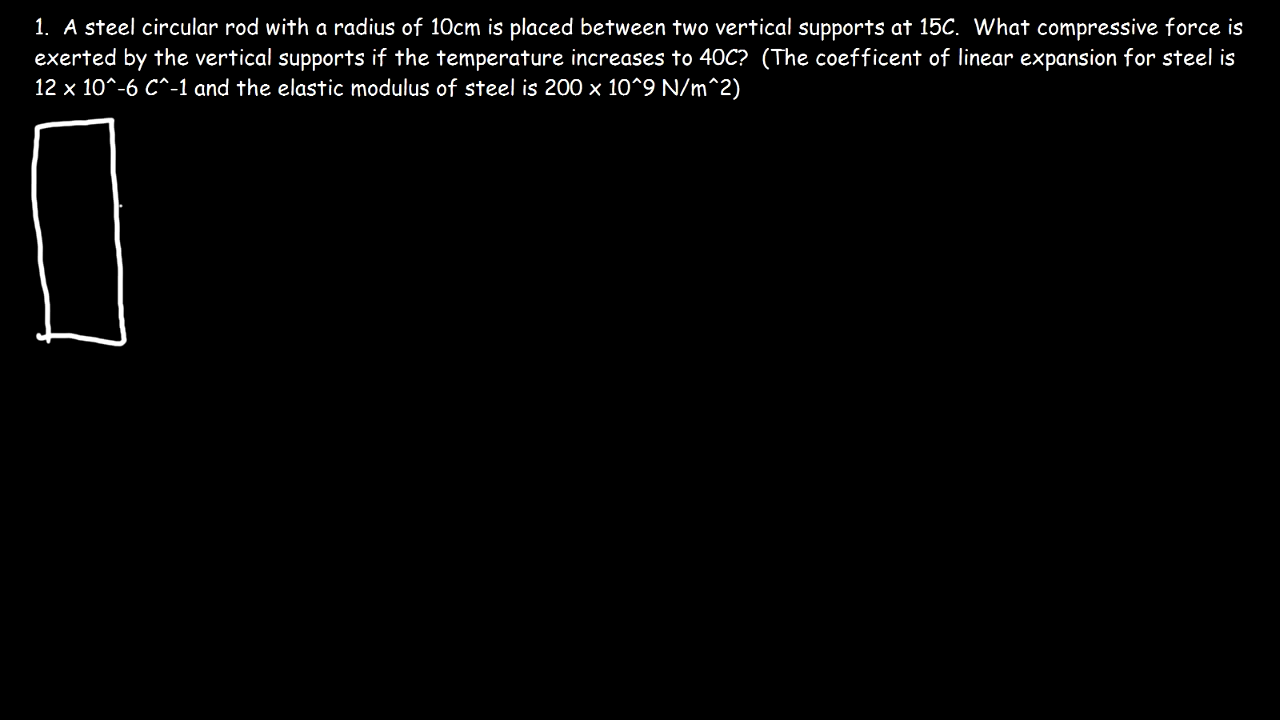 1. A steel circular rod with a radius of 10cm is placed between two vertical supports at 15C. What compressive force is
exerted by the vertical supports if the temperature increases to 40C? (The coefficent of linear expansion for steel is
12 x 10^-6 C^-1 and the elastic modulus of steel is 200 x 10^9 N/m^2)